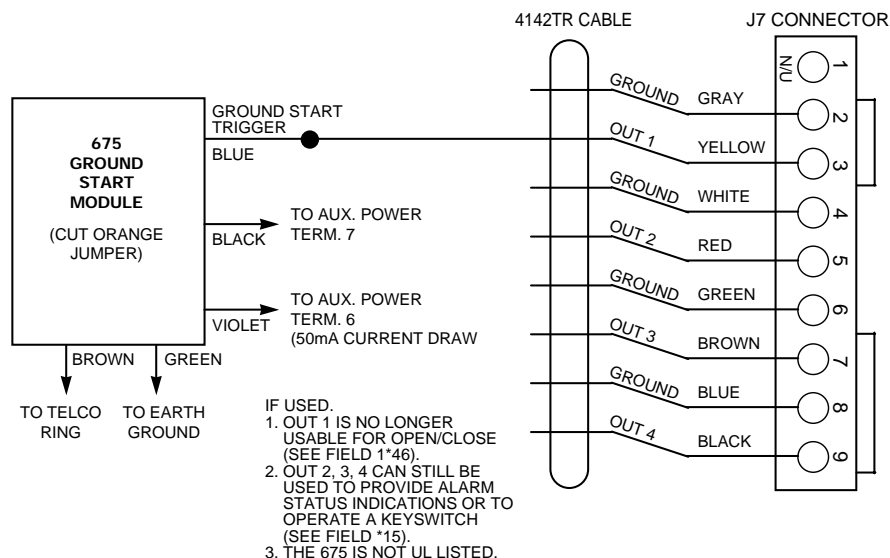 4142TR CABLE
J7 CONNECTOR
675
GROUND
START
MODULE
(CUT ORANGE
JUMPER)
GROUND START
TRIGGER
BLUE
BLACK
TO AUX. POWER
TERM. 7
VIOLET
TO AUX. POWER
TERM. 6
(50mA CURRENT DRAW
BROWN
GREEN
TO TELCO
RING
TO EARTH
GROUND
IF USED.
1. OUT 1 IS NO LONGER
USABLE FOR OPEN/CLOSE
(SEE FIELD 1*46).
2. OUT 2, 3, 4 CAN STILL BE
USED TO PROVIDE ALARM
STATUS INDICATIONS OR TO
OPERATE A KEYSWITCH
(SEE FIELD *15).
3. THE 675 IS NOT UL LISTED.
N/U 1
GROUND GRAY 2
OUT 1 YELLOW 3
GROUND WHITE 4
OUT 2 RED 5
GROUND GREEN 6
OUT 3 BROWN 7
GROUND BLUE 8
OUT 4 BLACK 9